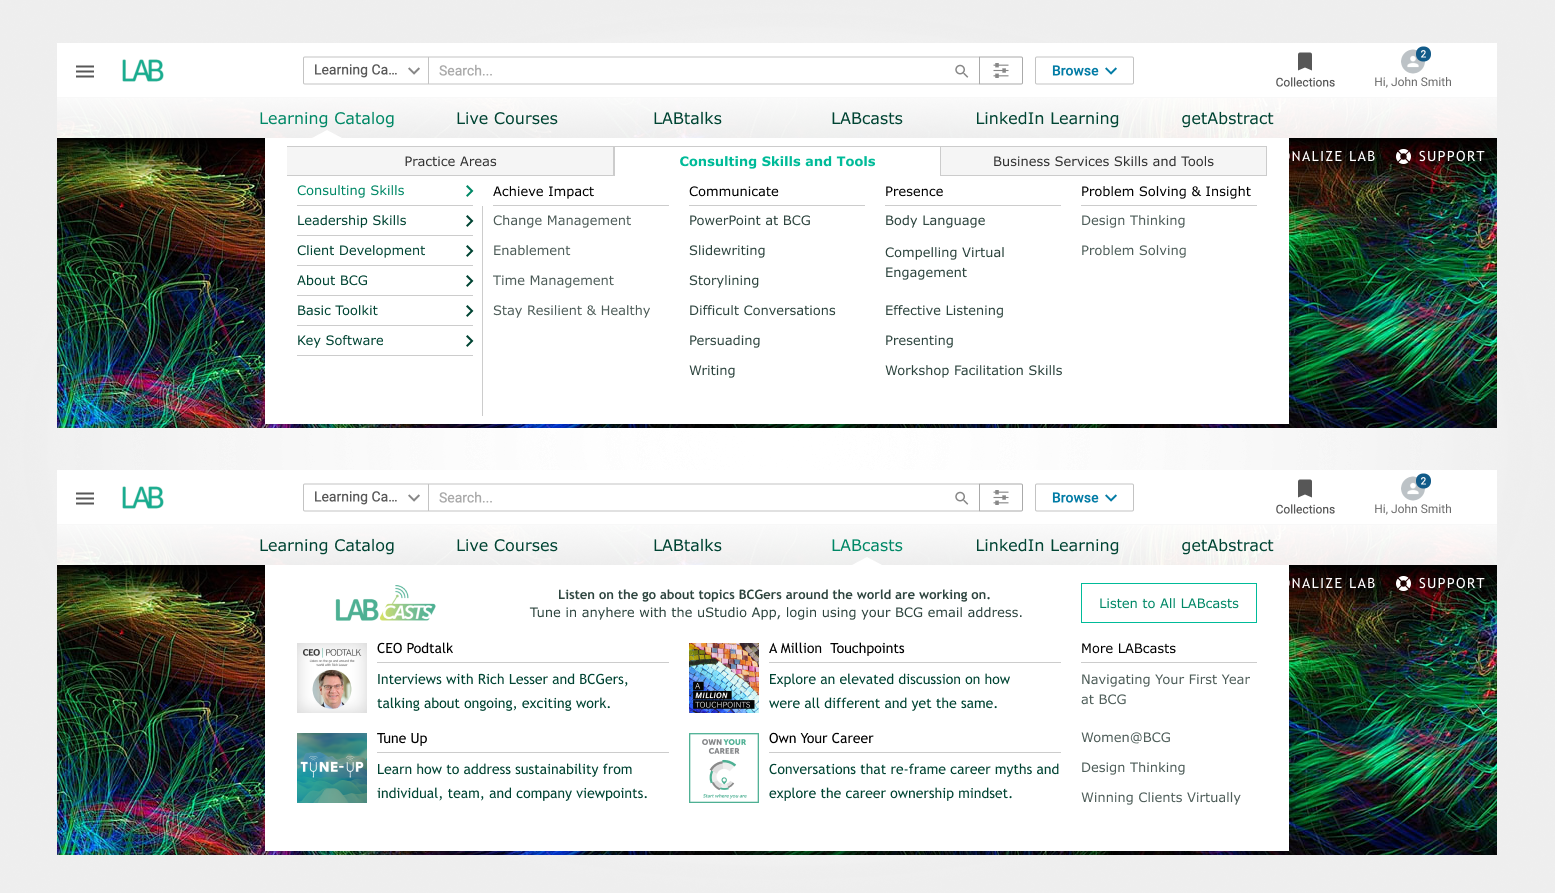 LAB
Learning Ca...
Search...
Browse
Collections
2
Hi, John Smith
Learning Catalog
Live Courses
LABtalks
LABcasts
LinkedIn Learning
getAbstract
Practice Areas
Consulting Skills and Tools
Business Services Skills and Tools
NALIZE LAB
SUPPORT
Consulting Skills
Leadership Skills
Client Development
About BCG
Basic Toolkit
Key Software
Achieve Impact
Change Management
Enablement
Time Management
Stay Resilient & Healthy
Communicate
PowerPoint at BCG
Slidewriting
Storylining
Difficult Conversations
Persuading
Writing
Presence
Body Language
Compelling Virtual
Engagement
Effective Listening
Presenting
Workshop Facilitation Skills
Problem Solving & Insight
Design Thinking
Problem Solving
LAB
Learning Ca...
Search...
Browse
Collections
2
Hi, John Smith
Learning Catalog
Live Courses
LABtalks
LABcasts
LinkedIn Learning
getAbstract
NALIZE LAB
SUPPORT
LAB CASTS
Listen on the go about topics BCGers around the world are working on.
Tune in anyhere with the uStudio App, login using your BCG email address.
Listen to All LABcasts
CEO | PODTALK
CEO Podtalk
Interviews with Rich Lesser and BCGers,
talking about ongoing, exciting work.
TUNE-UP
Tune Up
Learn how to address sustainability from
individual, team, and company viewpoints.
A
MILLION
TOUCHPOINTS
A Million  Touchpoints
Explore an elevated discussion on how
were all different and yet the same.
OWN YOUR
CAREER
Start where you are
Own Your Career
Conversations that re-frame career myths and
explore the career ownership mindset.
More LABcasts
Navigating Your First Year
at BCG
Women@BCG
Design Thinking
Winning Clients Virtually